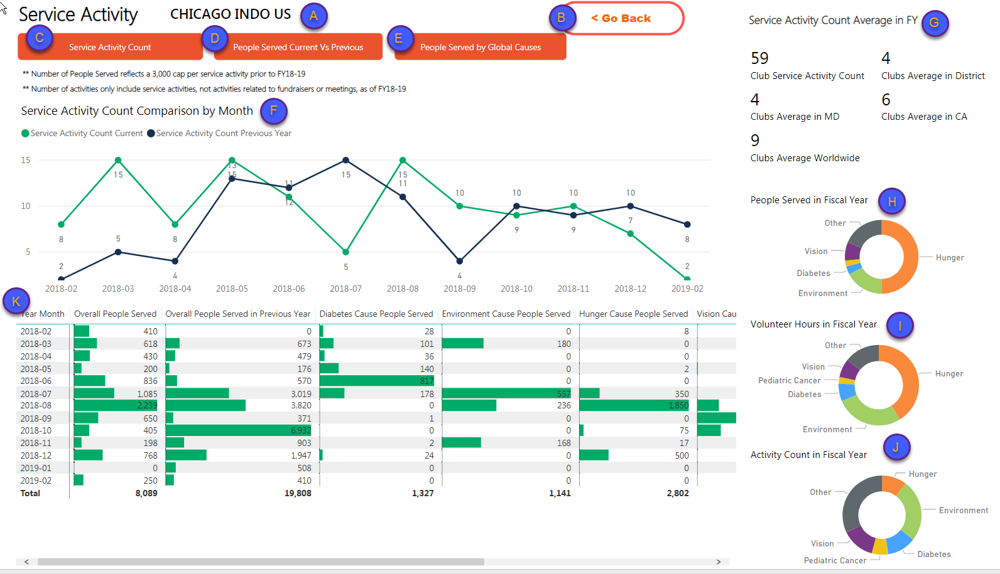 Service Activity
CHICAGO INDO US
A
B
< Go Back
C
Service Activity Count
D
People Served Current Vs Previous
E
People Served by Global Causes
** Number of People Served reflects a 3,000 cap per service activity prior to FY18-19
** Number of activities only include service activities, not activities related to fundraisers or meetings, as of FY18-19
Service Activity Count Comparison by Month
F
Service Activity Count Current
Service Activity Count Previous Year
15
10
5
8 15 8 15 12 5 15 10 9 10 7 2
2 5 4 13 11 15 11 4 10 9 10 8
2018-02 2018-03 2018-04 2018-05 2018-06 2018-07 2018-08 2018-09 2018-10 2018-11 2018-12 2019-02
K
Year Month Overall People Served Overall People Served in Previous Year Diabetes Cause People Served Environment Cause People Served Hunger Cause People Served Vision Cau
2018-02 410 0 28 0 8
2018-03 618 673 101 180 0
2018-04 430 479 36 0 0
2018-05 200 176 140 0 2
2018-06 836 570 817 0 0
2018-07 1,085 3,019 178 557 350
2018-08 2,239 3,820 0 236 1,850
2018-09 650 371 1 0 0
2018-10 405 6,932 0 0 75
2018-11 198 903 2 168 17
2018-12 768 1,947 24 0 500
2019-01 0 508 0 0 0
2019-02 250 410 0 0 0
Total 8,089 19,808 1,327 1,141 2,802
Service Activity Count Average in FY
G
59
Club Service Activity Count
4
Clubs Average in District
4
Clubs Average in MD
6
Clubs Average in CA
9
Clubs Average Worldwide
People Served in Fiscal Year
H
Other
Vision
Diabetes
Environment
Hunger
Volunteer Hours in Fiscal Year
I
Other
Vision
Pediatric Cancer
Diabetes
Environment
Hunger
Activity Count in Fiscal Year
J
Hunger
Other
Environment
Vision
Diabetes
Pediatric Cancer